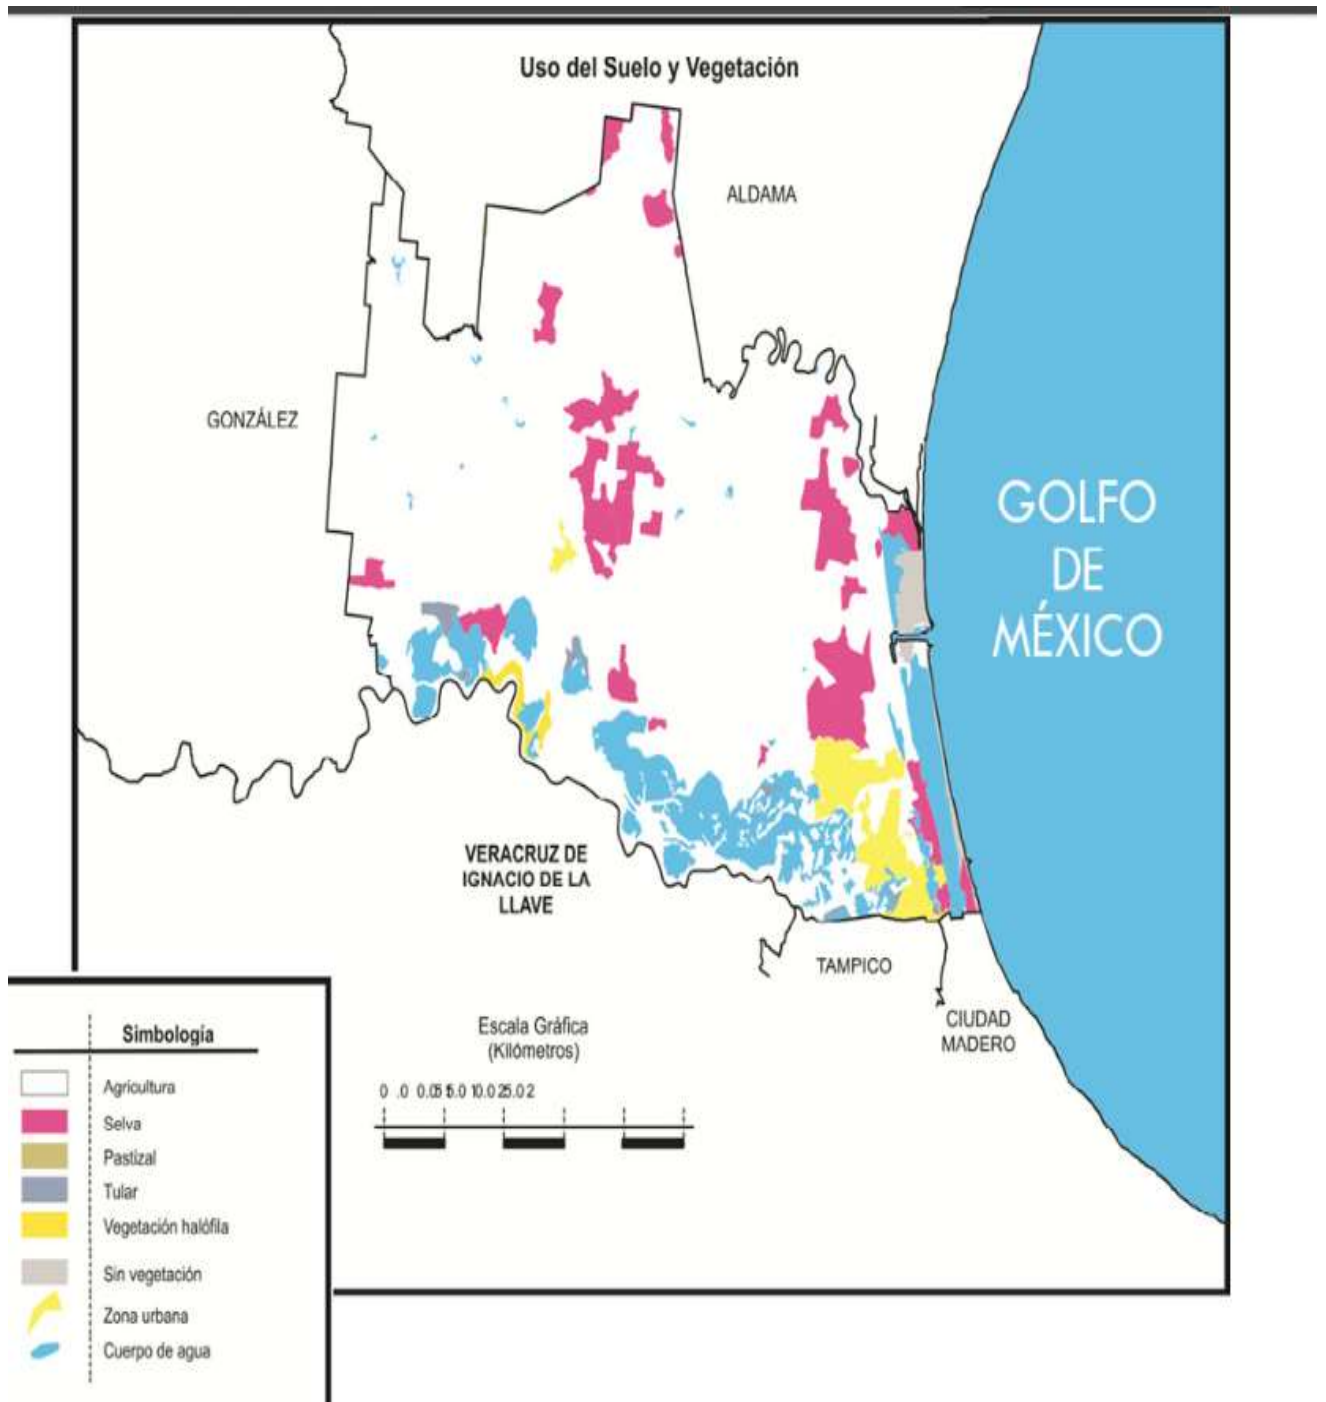 Uso del Suelo y Vegetación
ALDAMA
GONZÁLEZ
GOLFO
DE
MÉXICO
VERACRUZ DE
IGNACIO DE LA
LLAVE
TAMPICO
CIUDAD
MADERO
Escala Gráfica
(Kilómetros)
Simbología
Agricultura
Selva
Pastizal
Tular
Vegetación halófila
Sin vegetación
Zona urbana
Cuerpo de agua